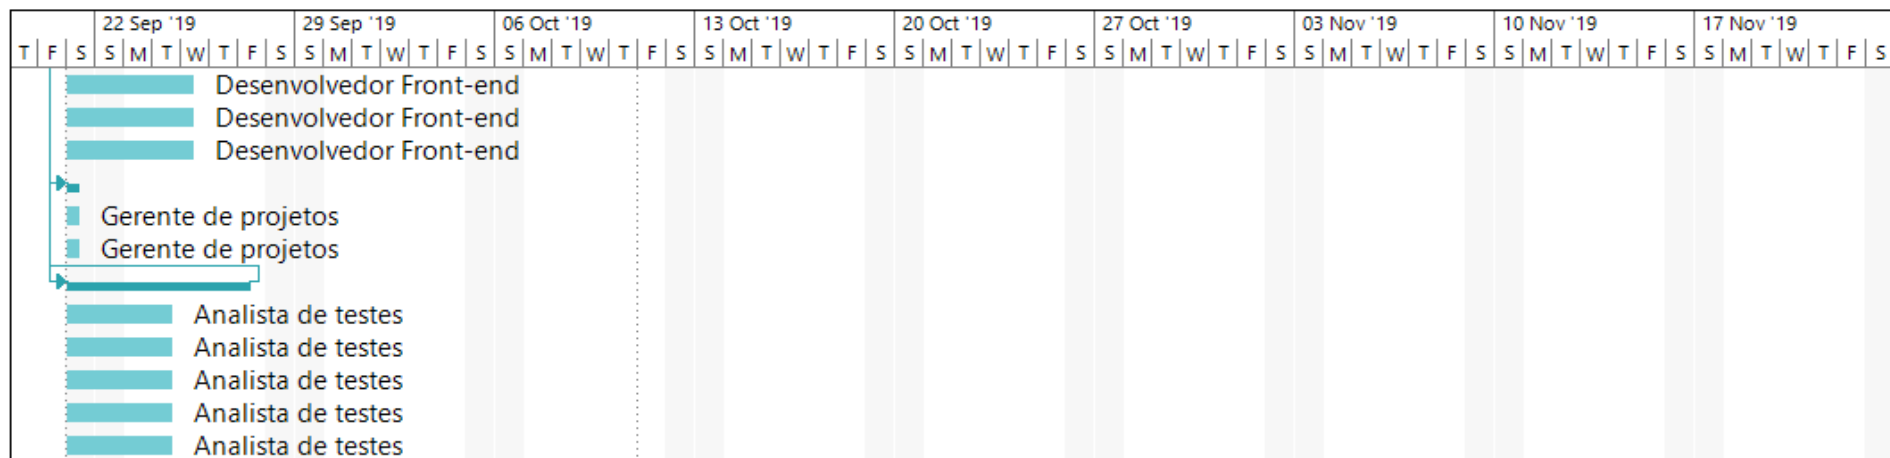 22 Sep '19 29 Sep '19 06 Oct '19 13 Oct '19 20 Oct '19 27 Oct '19 03 Nov '19 10 Nov '19 17 Nov '19
T F S S M T W T F S S M T W T F S S M T W T F S S M T W T F S S M T W T F S S M T W T F S S M T W T F S S M T W T F S S M T W T F S
Desenvolvedor Front-end
Desenvolvedor Front-end
Desenvolvedor Front-end
Gerente de projetos
Gerente de projetos
Analista de testes
Analista de testes
Analista de testes
Analista de testes
Analista de testes